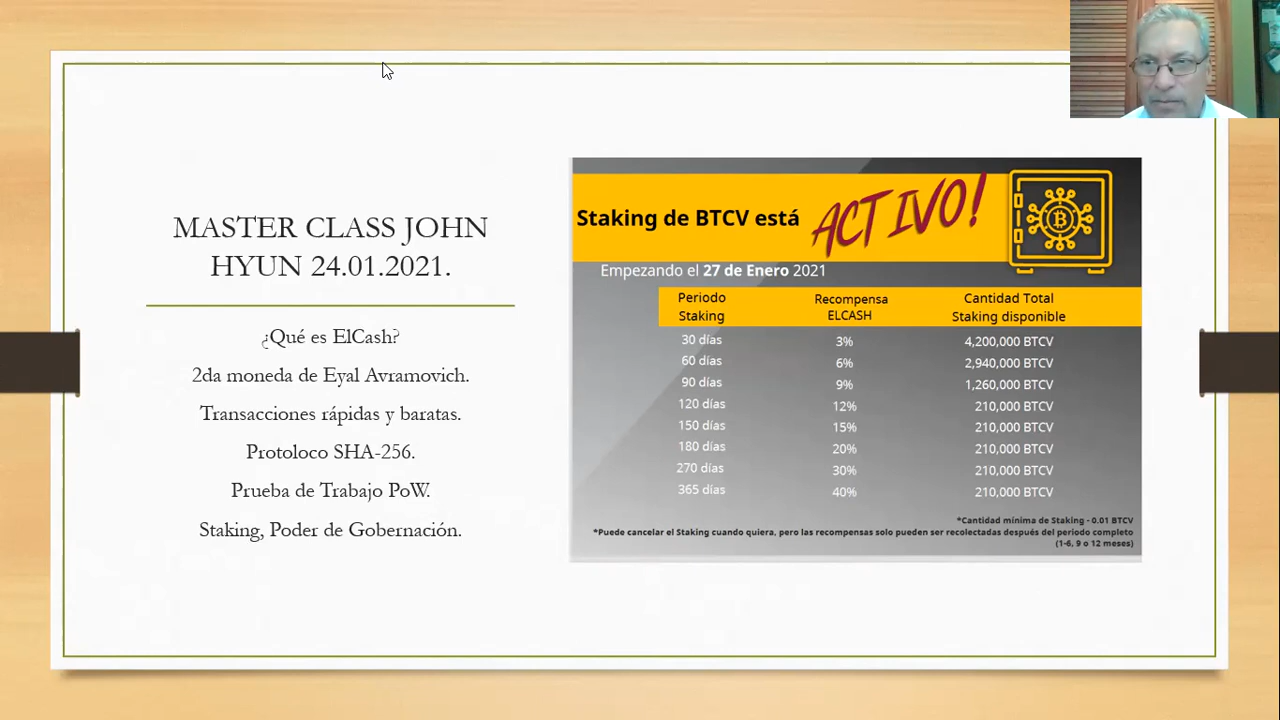 MASTER CLASS JOHN
HYUN 24.01.2021.
¿Qué es ElCash?
2da moneda de Eyal Avramovich.
Transacciones rápidas y baratas.
Protoloco SHA-256.
Prueba de Trabajo PoW.
Staking, Poder de Gobernación.
Staking de BTCV está ACTIVO!
Empezando el 27 de Enero 2021
Periodo Staking Recompensa ELCASH Cantidad Total Staking disponible
30 días 3% 4,200,000 BTCV
60 días 6% 2,940,000 BTCV
90 días 9% 1,260,000 BTCV
120 días 12% 210,000 BTCV
150 días 15% 210,000 BTCV
180 días 20% 210,000 BTCV
270 días 30% 210,000 BTCV
365 días 40% 210,000 BTCV
*Cantidad mínima de Staking - 0.01 BTCV
*Puede cancelar el Staking cuando quiera, pero las recompensas solo pueden ser recolectadas después del periodo completo
(1-6, 9 o 12 meses)